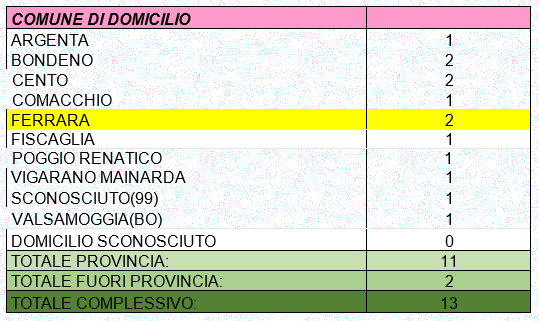 COMUNE DI DOMICILIO
ARGENTA 1
BONDENO 2
CENTO 2
COMACCHIO 1
FERRARA 2
FISCAGLIA 1
POGGIO RENATICO 1
VIGARANO MAINARDA 1
SCONOSCIUTO(99) 1
VALSAMOGGIA(BO) 1
DOMICILIO SCONOSCIUTO 0
TOTALE PROVINCIA: 11
TOTALE FUORI PROVINCIA: 2
TOTALE COMPLESSIVO: 13